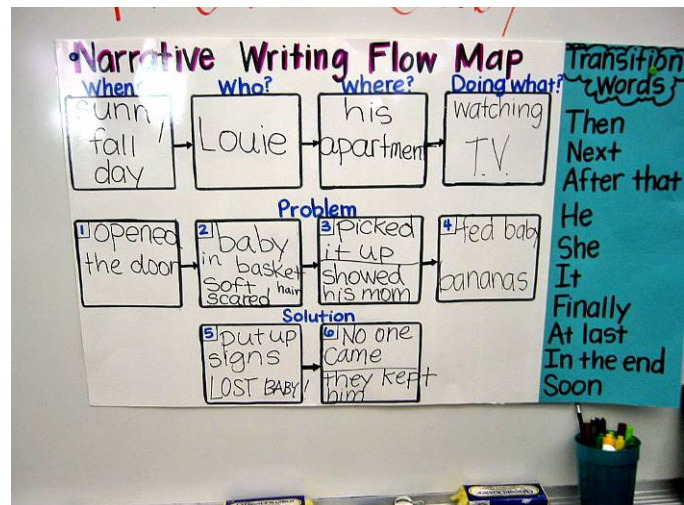 Narrative Writing Flow Map
When
Who?
Where?
Doing what?
sunny
fall
day
Louie
his
apartment
watching
T.V.
Problem
1 opened
the door
2 baby
in basket
soft hair
scared
3 picked
it up
showed
his mom
4 fed baby
bananas
Solution
5 put up
signs
LOST BABY!
6 No one
came
they kept
him
Transition
Words
Then
Next
After that
He
She
It
Finally
At last
In the end
Soon